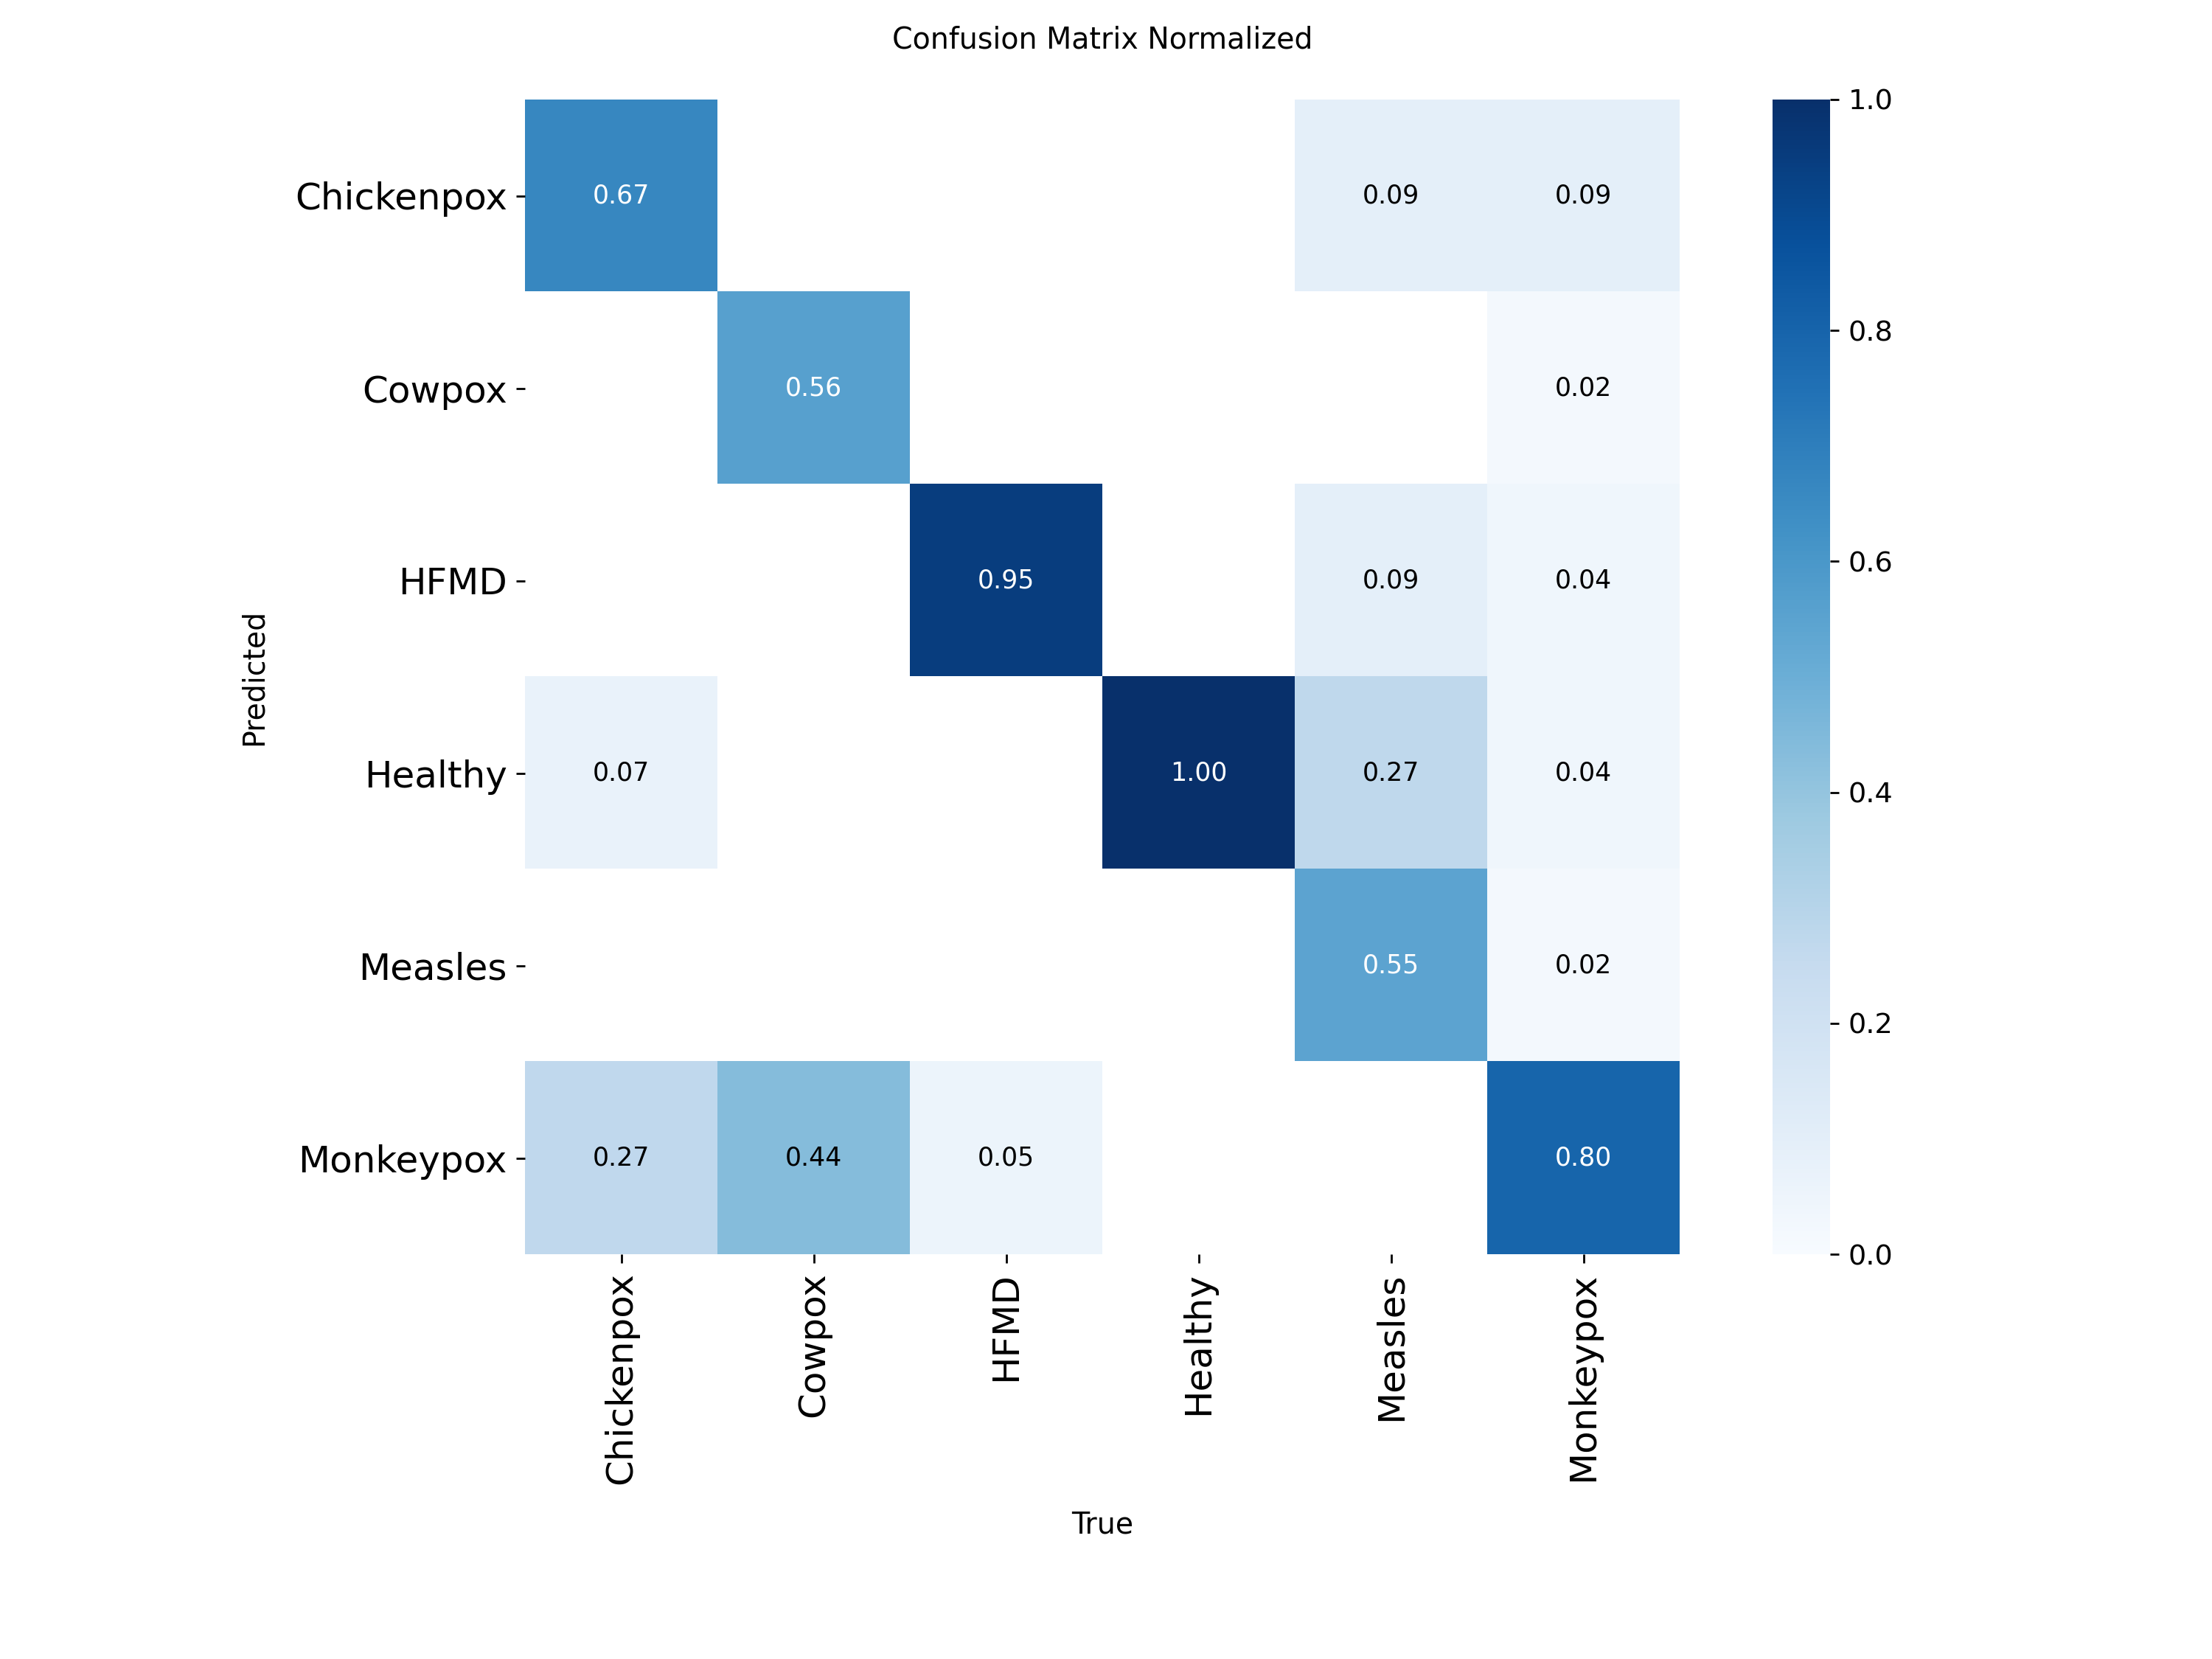 Confusion Matrix Normalized
Chickenpox 0.67 0.09 0.09
Cowpox 0.56 0.02
HFMD 0.95 0.09 0.04
Healthy 0.07 1.00 0.27 0.04
Measles 0.55 0.02
Monkeypox 0.27 0.44 0.05 0.80
Predicted
Chickenpox Cowpox HFMD Healthy Measles Monkeypox
True
1.0
0.8
0.6
0.4
0.2
0.0